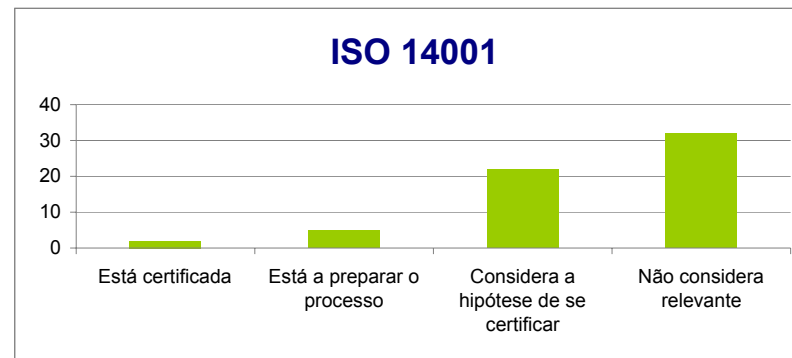 ISO 14001
40
30
20
10
0
Está certificada
Está a preparar o
processo
Considera a
hipótese de se
certificar
Não considera
relevante